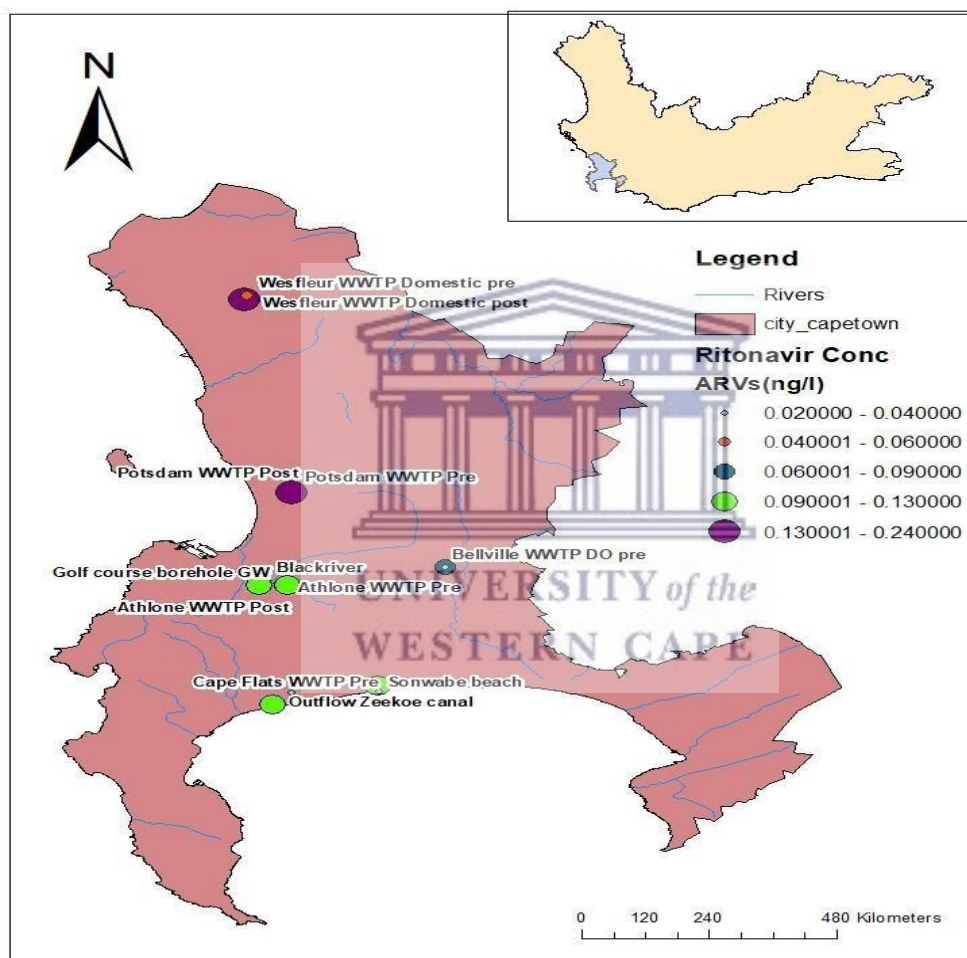 N
Legend
Rivers
city_capetown
Ritonavir Conc
ARVs(ng/l)
0.020000 - 0.040000
0.040001 - 0.060000
0.060001 - 0.090000
0.090001 - 0.130000
0.130001 - 0.240000
Wesfleur WWTP Domestic pre
Wesfleur WWTP Domestic post
Potsdam WWTP Post
Potsdam WWTP Pre
Bellville WWTP DO pre
Golf course borehole GW
Blackriver
Athlone WWTP Pre
Athlone WWTP Post
UNIVERSITY of the
WESTERN CAPE
Cape Flats WWTP Pre
Sonwabe beach
Outflow Zeekoe canal
0 120 240 480 Kilometers